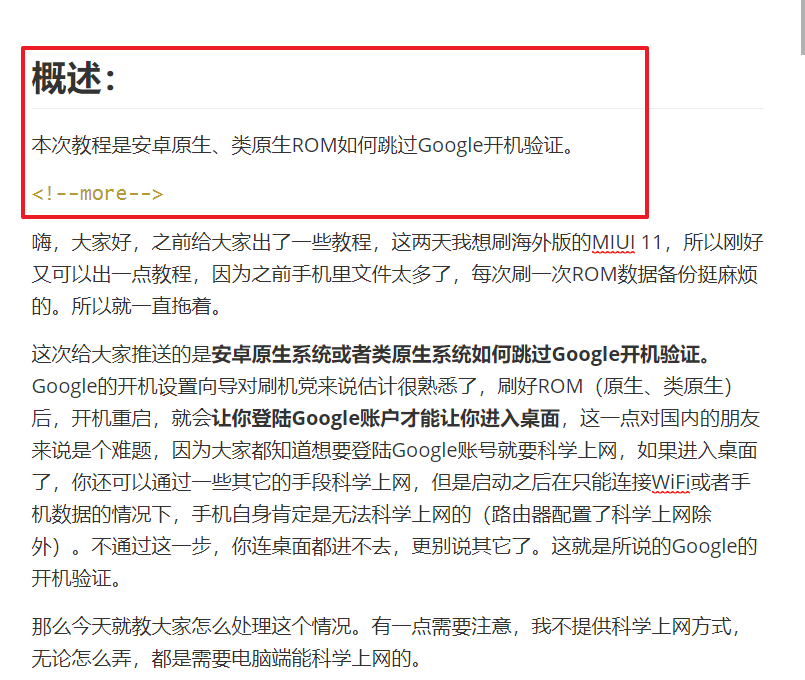 概述：
本次教程是安卓原生、类原生ROM如何跳过Google开机验证。
<!--more-->
嗨，大家好，之前给大家出了一些教程，这两天我想刷海外版的MIUI 11，所以刚好
又可以出一点教程，因为之前手机里文件太多了，每次刷一次ROM数据备份挺麻烦
的。所以就一直拖着。
这次给大家推送的是安卓原生系统或者类原生系统如何跳过Google开机验证。
Google的开机设置向导对刷机党来说估计很熟悉了，刷好ROM（原生、类原生）
后，开机重启，就会让你登陆Google账户才能让你进入桌面，这一点对国内的朋友
来说是个难题，因为大家都知道想要登陆Google账号就要科学上网，如果进入桌面
了，你还可以通过一些其它的手段科学上网，但是启动之后在只能连接WiFi或者手
机数据的情况下，手机自身肯定是无法科学上网的（路由器配置了科学上网除
外）。不通过这一步，你连桌面都进不去，更别说其它了。这就是所说的Google的
开机验证。
那么今天就教大家怎么处理这个情况。有一点需要注意，我不提供科学上网方式，
无论怎么弄，都是需要电脑端能科学上网的。